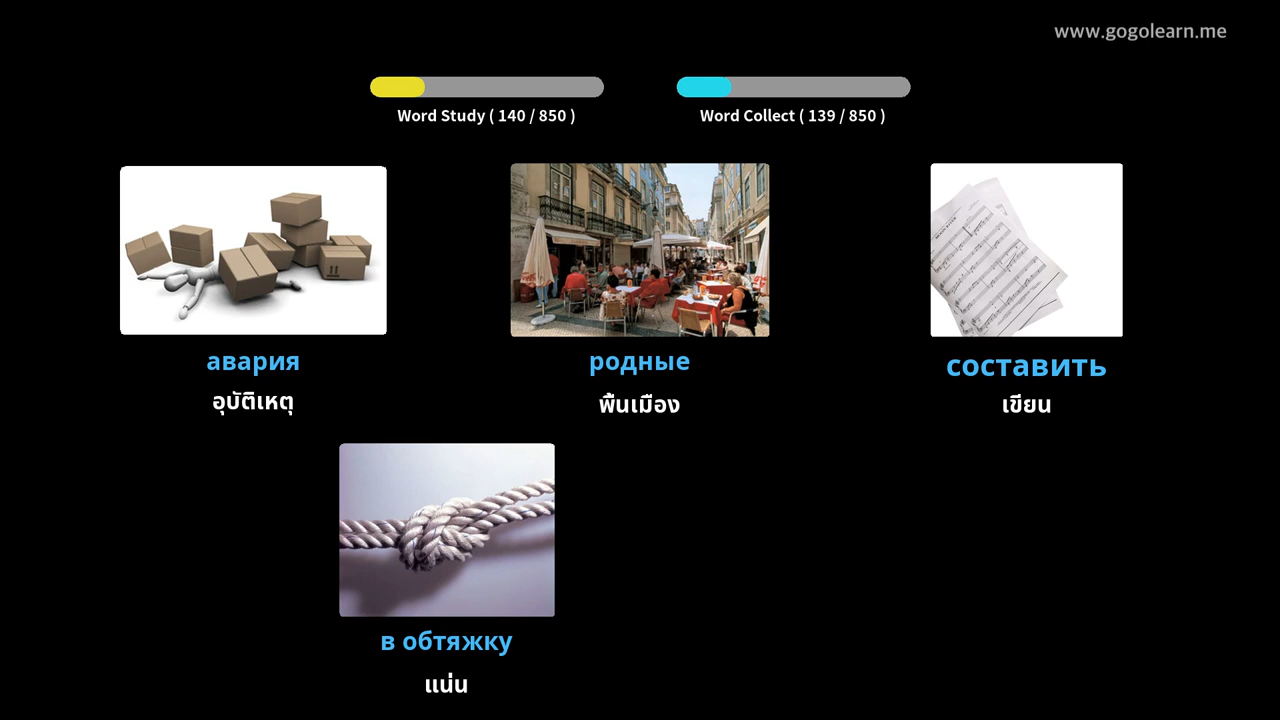 www.gogolearn.me
Word Study ( 140 / 850 )
Word Collect ( 139 / 850 )
авария
อุบัติเหตุ
родные
พื้นเมือง
составить
เขียน
в обтяжку
แน่น